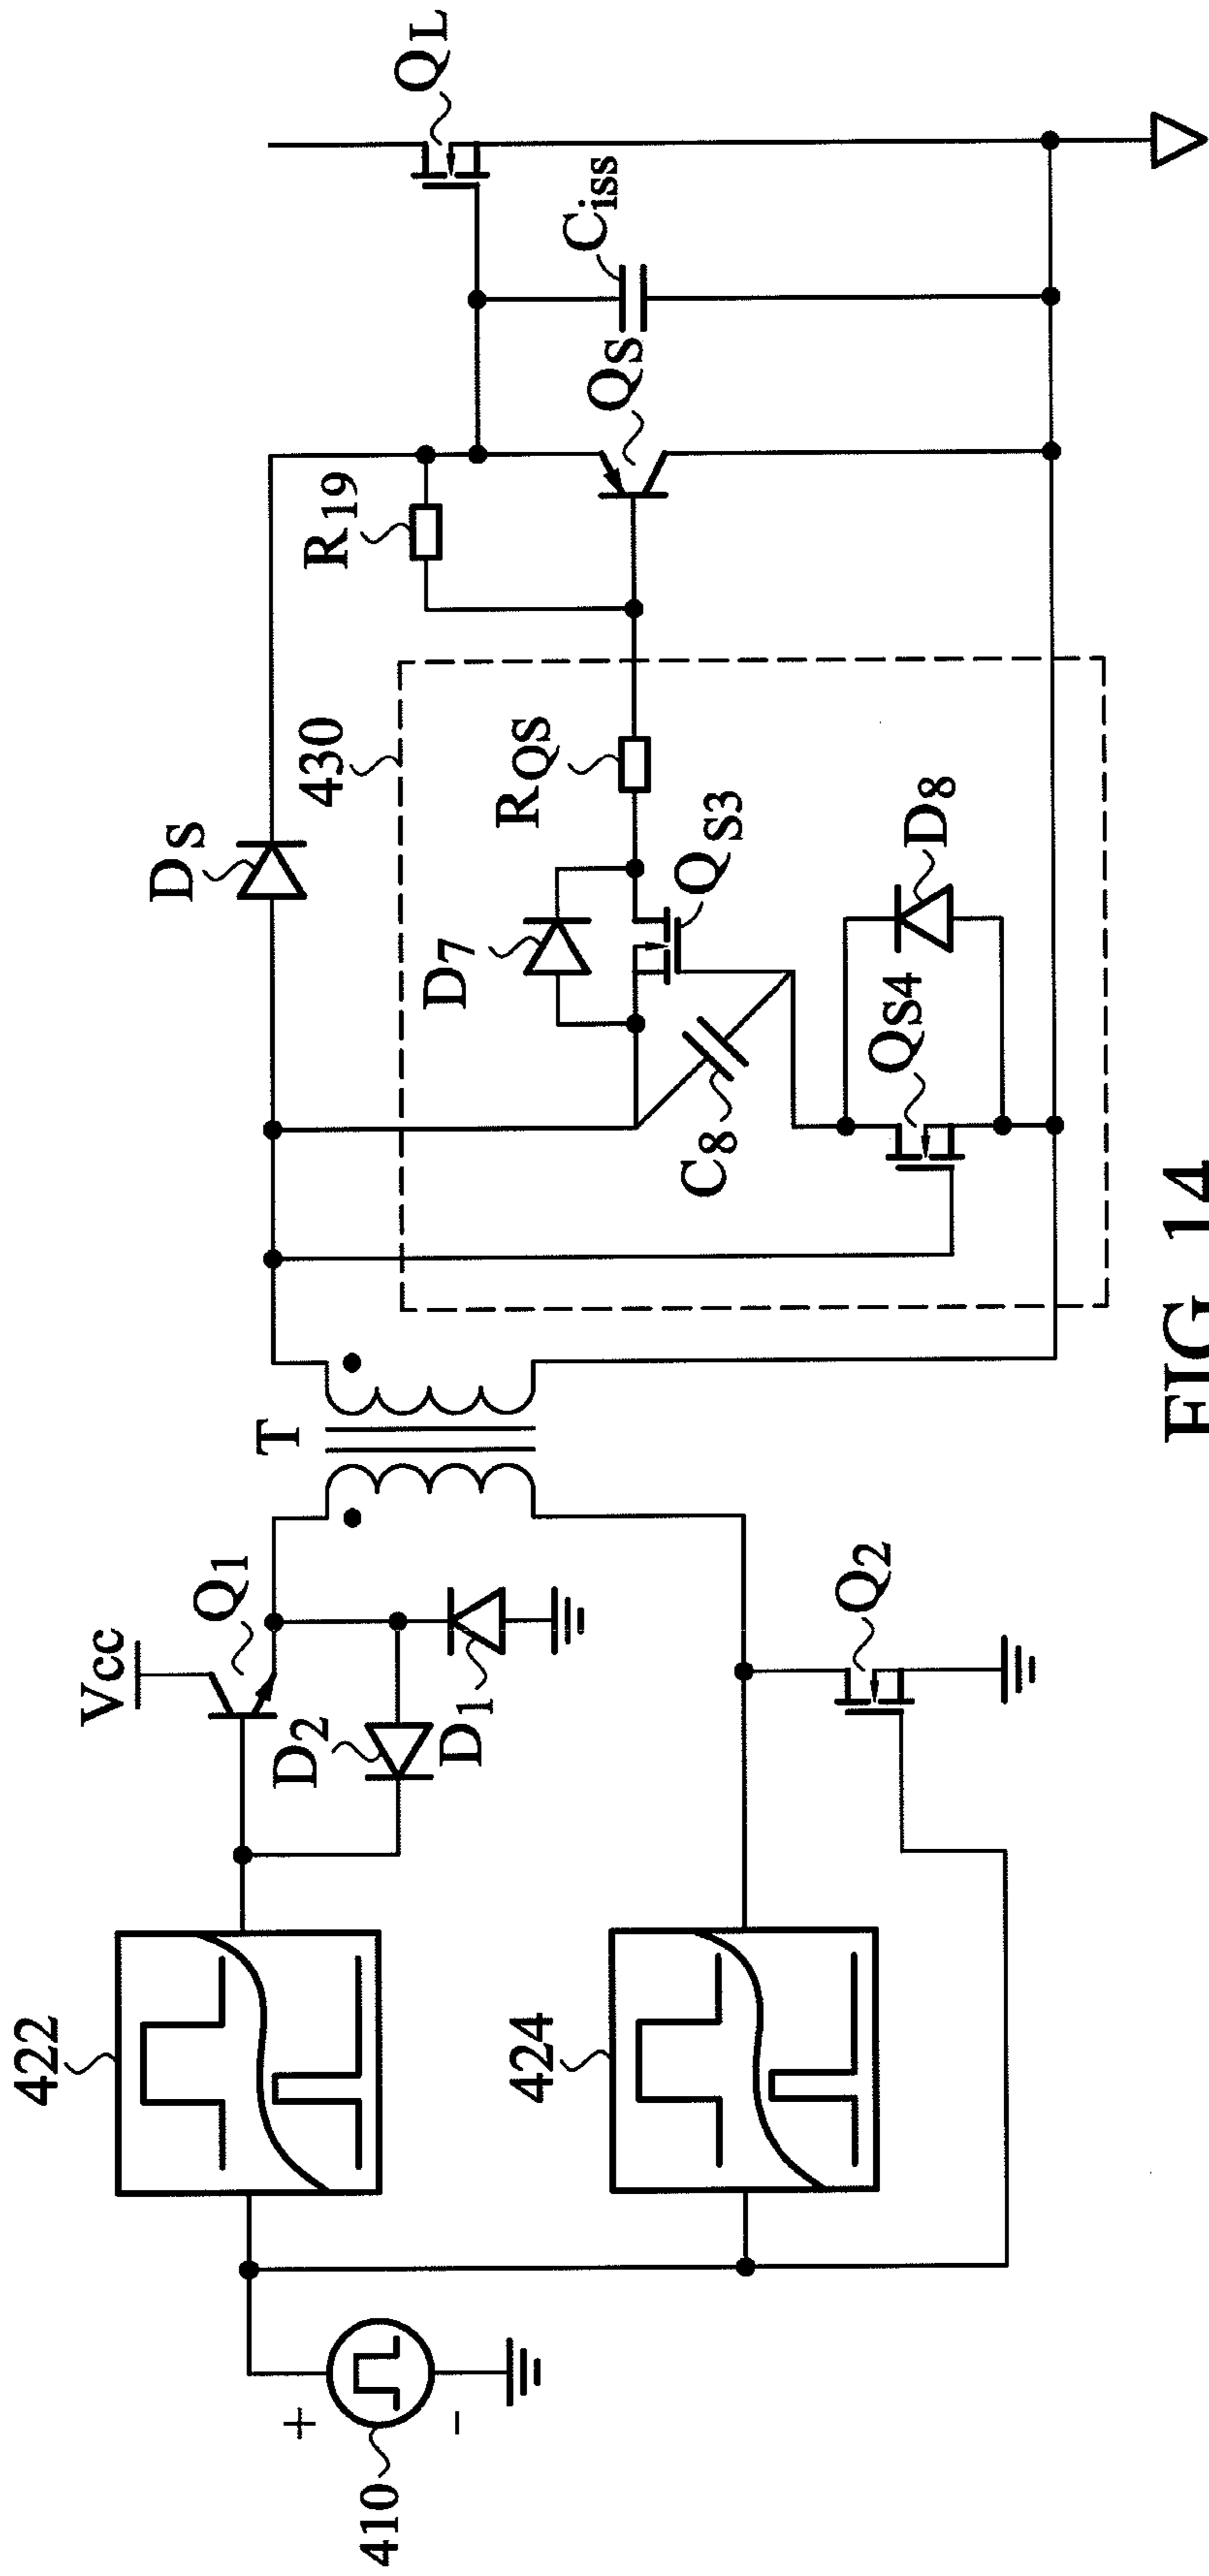 410
+
-
422
424
Vcc
Q1
D2
D1
Q2
T
DS
430
D7
C8
QS3
QS4
D8
RQS
R19
QS
Ciss
QL
FIG. 14